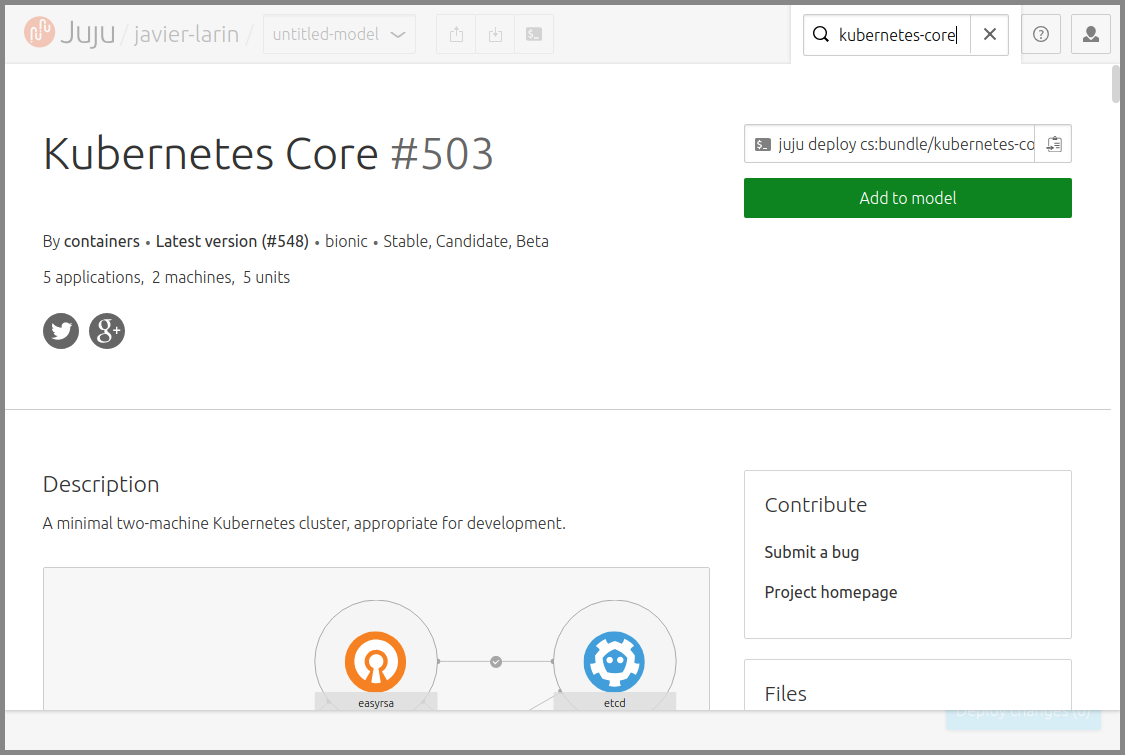 Juju / javier-larin / untitled-model kubernetes-core
Kubernetes Core #503
$_ juju deploy cs:bundle/kubernetes-co
Add to model
By containers • Latest version (#548) • bionic • Stable, Candidate, Beta
5 applications, 2 machines, 5 units
g+
Description
A minimal two-machine Kubernetes cluster, appropriate for development.
Contribute
Submit a bug
Project homepage
easyrsa
etcd
Files
Deploy changes (0)